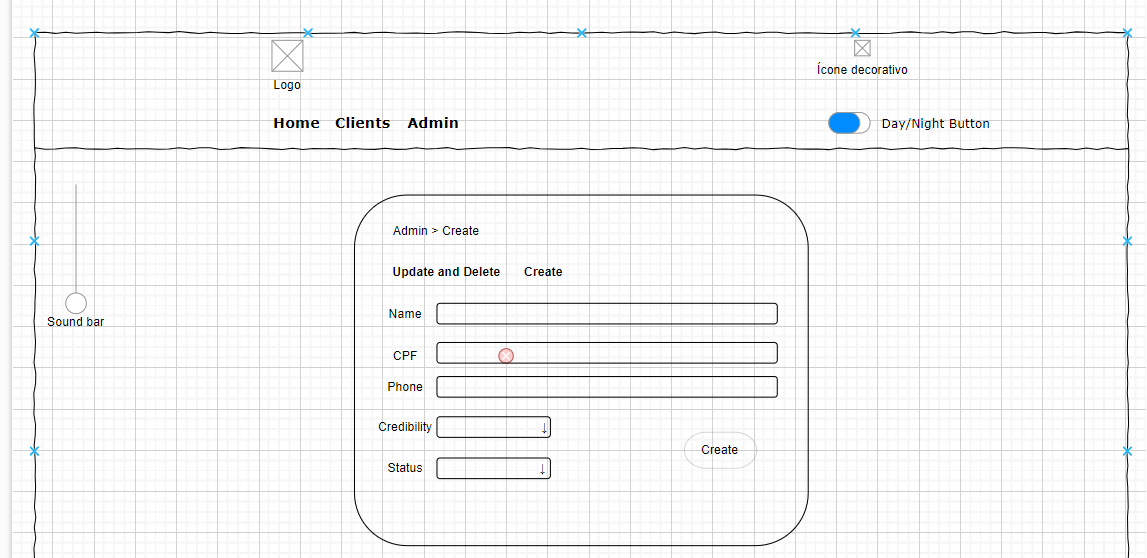 Logo
Ícone decorativo
Home Clients Admin
Day/Night Button
Sound bar
Admin > Create
Update and Delete Create
Name
CPF
Phone
Credibility
Status
Create